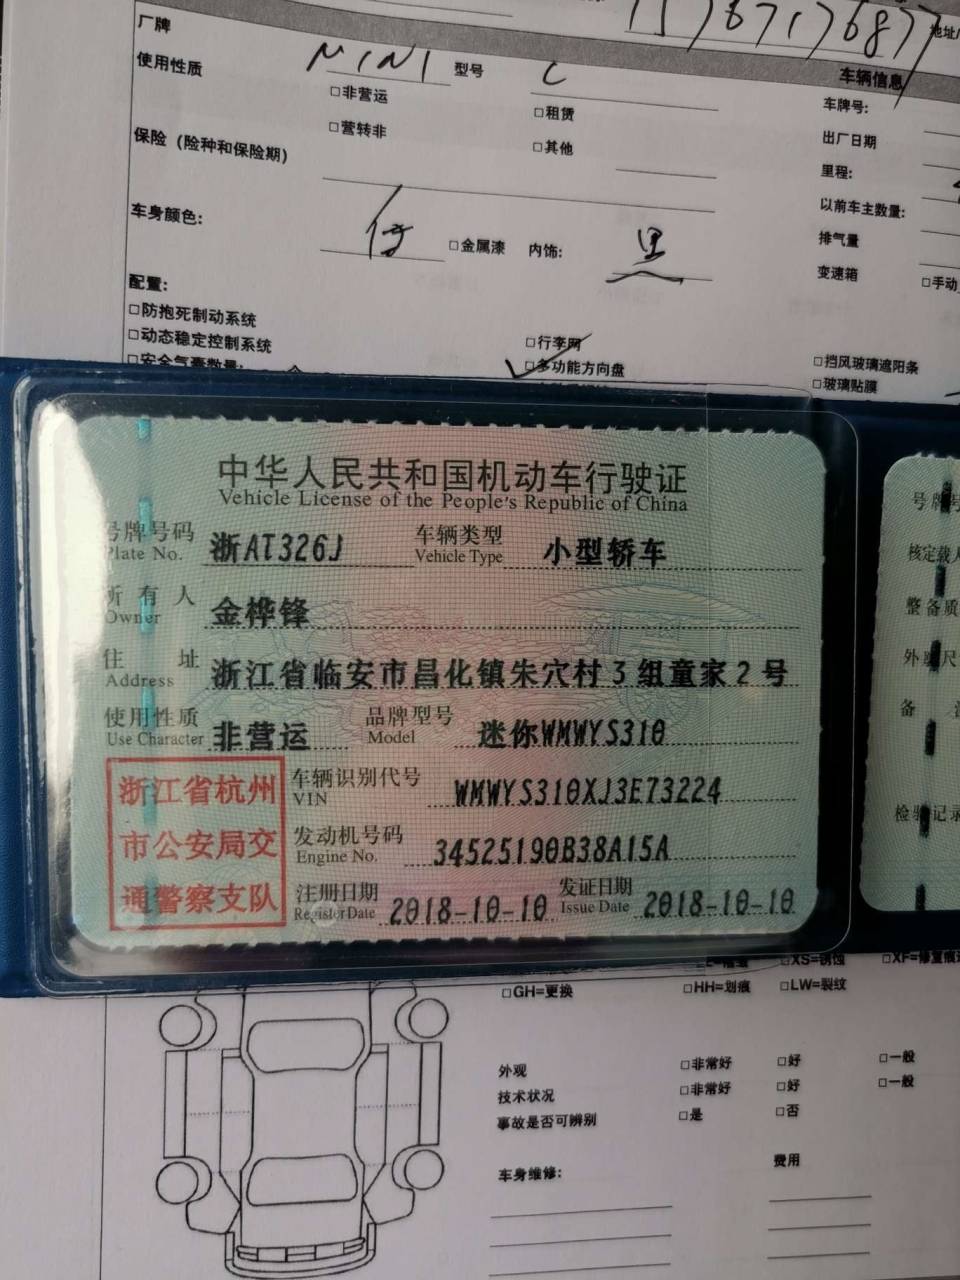 厂牌 MINI 型号 C
15767176877 地址/
车辆信息
使用性质 □非营运 □租赁 车牌号:
□营转非 □其他 出厂日期
保险（险种和保险期） 里程:
以前车主数量:
车身颜色: □金属漆 内饰: 黑 排气量
变速箱 □手动
配置:
□防抱死制动系统
□动态稳定控制系统 □行李网
□安全气囊数量: □多功能方向盘 □挡风玻璃遮阳条
□玻璃贴膜
中华人民共和国机动车行驶证
Vehicle License of the People's Republic of China
号牌号码 浙AT326J 车辆类型 小型轿车
Plate No. Vehicle Type
所有人 金桦锋
Owner
住址 浙江省临安市昌化镇朱穴村3组童家2号
Address
使用性质 非营运 品牌型号 迷你WMWYS310
Use Character Model
浙江省杭州
市公安局交
通警察支队
车辆识别代号 WMWYS310XJ3E73224
VIN
发动机号码 34525190B38A15A
Engine No.
注册日期 2018-10-10 发证日期 2018-10-10
Register Date Issue Date
号牌号
核定载人
整备质
外廓尺
备
检验记录
XS=锈蚀 □XF=修复痕迹
□GH=更换 □HH=划痕 □LW=裂纹
外观 □非常好 □好 □一般
技术状况 □非常好 □好 □一般
事故是否可辨别 □是 □否
车身维修: 费用